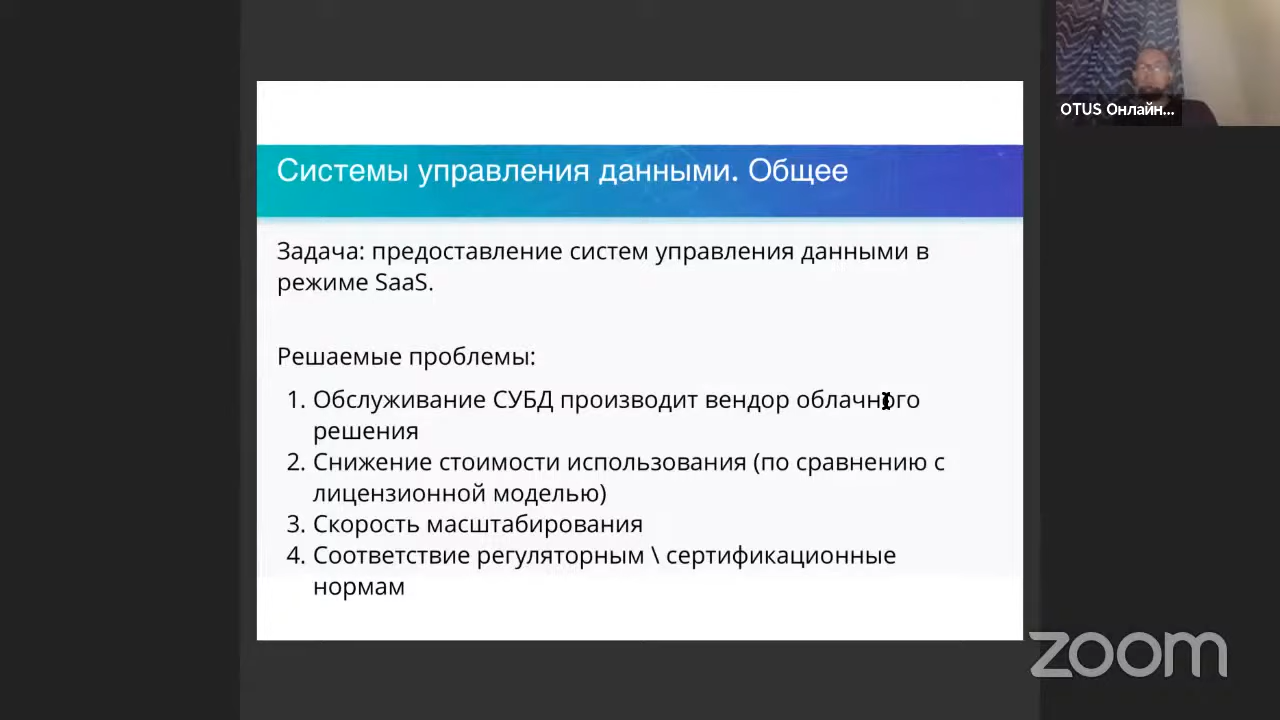 OTUS Онлайн...
Системы управления данными. Общее
Задача: предоставление систем управления данными в
режиме SaaS.
Решаемые проблемы:
1. Обслуживание СУБД производит вендор облачного
решения
2. Снижение стоимости использования (по сравнению с
лицензионной моделью)
3. Скорость масштабирования
4. Соответствие регуляторным \ сертификационные
нормам
zoom